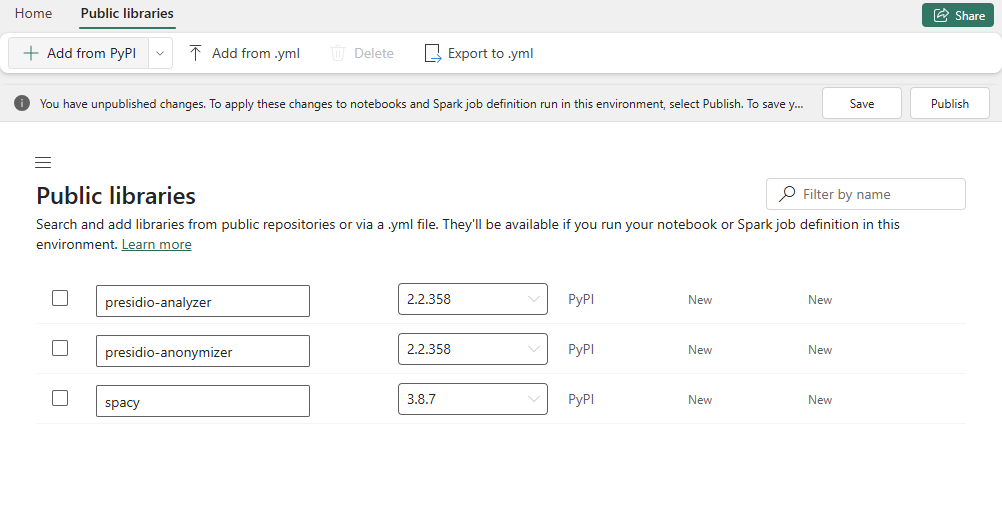 Home Public libraries Share
Add from PyPI Add from .yml Delete Export to .yml
You have unpublished changes. To apply these changes to notebooks and Spark job definition run in this environment, select Publish. To save y... Save Publish
Public libraries
Filter by name
Search and add libraries from public repositories or via a .yml file. They'll be available if you run your notebook or Spark job definition in this
environment. Learn more
presidio-analyzer 2.2.358 PyPI New New
presidio-anonymizer 2.2.358 PyPI New New
spacy 3.8.7 PyPI New New